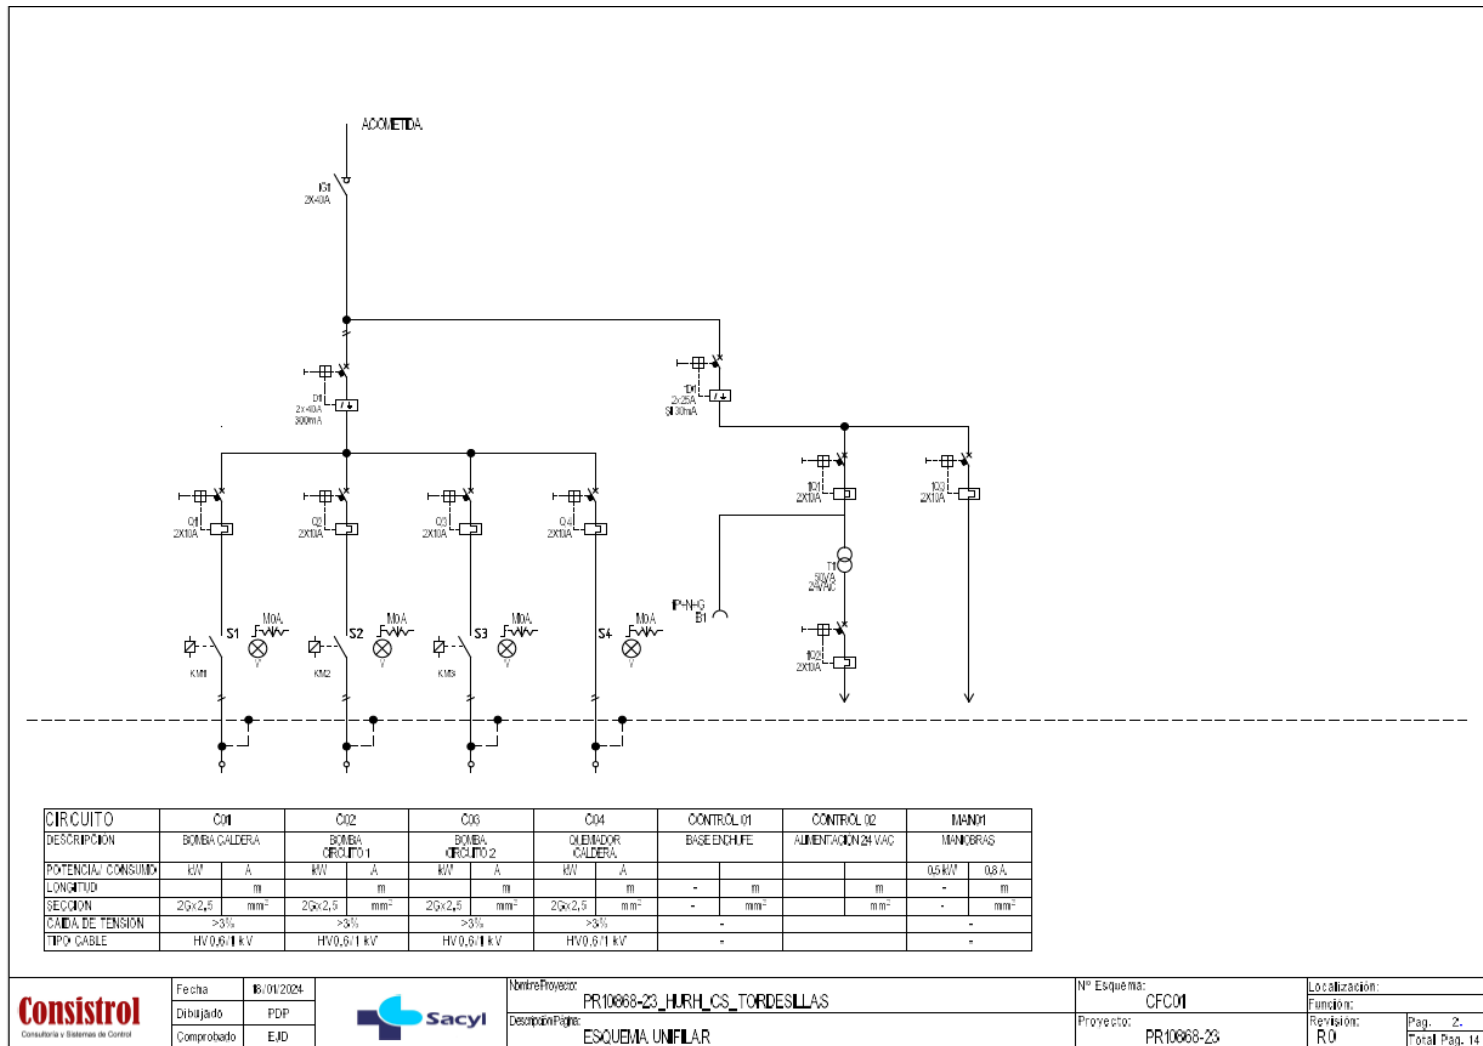 ACOMETIDA
IG1
2X40A
D1
2x40A
300mA
1D1
2x25A
SI 30mA
Q1
2X10A
Q2
2X10A
Q3
2X10A
Q4
2X10A
1Q1
2X10A
1Q3
2X10A
T1
50VA
24VAC
1P+N+G
B1
1Q2
2X10A
S1 M0A
KM1 V
S2 M0A
KM2 V
S3 M0A
KM3 V
S4 M0A
V
CIRCUITO C01 C02 C03 C04 CONTROL 01 CONTROL 02 MAN01
DESCRIPCIÓN BOMBA CALDERA BOMBA CIRCUITO 1 BOMBA CIRCUITO 2 QUEMADOR CALDERA BASE ENCHUFE ALIMENTACIÓN 24 VAC MANIOBRAS
POTENCIA/ CONSUMO kW A kW A kW A kW A 0,5 kW 0,8 A
LONGITUD m m m m - m m - m
SECCION 2Gx2,5 mm² 2Gx2,5 mm² 2Gx2,5 mm² 2Gx2,5 mm² - mm² mm² - mm²
CAIDA DE TENSION >3% >3% >3% >3% - -
TIPO CABLE HV 0,6/1 kV HV 0,6/1 kV HV 0,6/1 kV HV 0,6/1 kV - -
Consistrol
Consultoría y Sistemas de Control
Fecha 18/01/2024
Dibujado PDP
Comprobado EJD
Sacyl
Nombre Proyecto:
PR10868-23_HURH_CS_TORDESILLAS
Descripción Página:
ESQUEMA UNIFILAR
Nº Esquema:
CFC01
Proyecto:
PR10868-23
Localización:
Función:
Revisión:
R0
Pag. 2.
Total Pag. 14